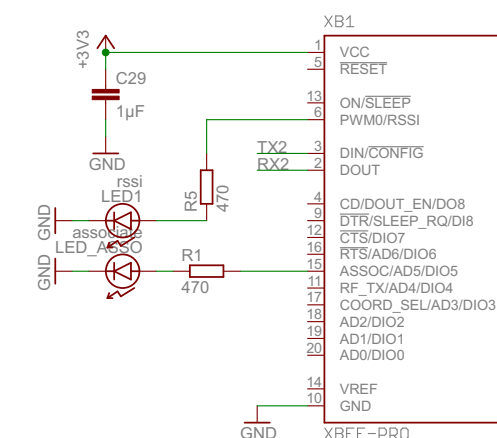 XB1
+3V3
1 VCC
5 RESET
C29
1µF
13 ON/SLEEP
6 PWM0/RSSI
GND
TX2 3 DIN/CONFIG
RX2 2 DOUT
rssi
LED1
R5
470
4 CD/DOUT_EN/DO8
9 DTR/SLEEP_RQ/DI8
12 CTS/DIO7
16 RTS/AD6/DIO6
15 ASSOC/AD5/DIO5
11 RF_TX/AD4/DIO4
17 COORD_SEL/AD3/DIO3
18 AD2/DIO2
19 AD1/DIO1
20 AD0/DIO0
GND
associate
LED_ASSO
GND
R1
470
14 VREF
10 GND
GND
XBEE-PRO